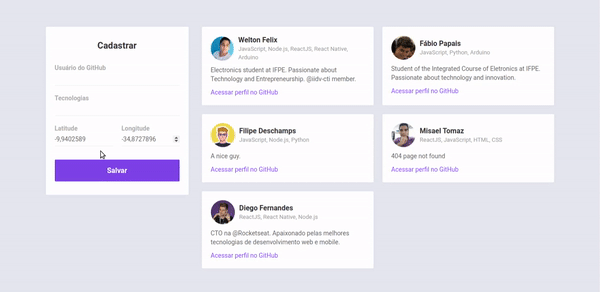 Cadastrar
Usuário do GitHub
Tecnologias
Latitude
Longitude
-9,9402589
-34,8727896
Salvar
Welton Felix
JavaScript, Node js, ReactJS, React Native,
Arduino
Electronics student at IFPE. Passionate about
Technology and Entrepreneurship. @iidv-cti member.
Acessar perfil no GitHub
Fábio Papais
JavaScript, Python, Arduino
Student of the Integrated Course of Eletronics at IFPE.
Passionate about technology and innovation.
Acessar perfil no GitHub
Filipe Deschamps
JavaScript, Node.js, Python
A nice guy.
Acessar perfil no GitHub
Misael Tomaz
ReactJS, JavaScript, HTML, CSS
404 page not found
Acessar perfil no GitHub
Diego Fernandes
ReactJS, React Native, Node.js
CTO na @Rocketseat. Apaixonado pelas melhores
tecnologias de desenvolvimento web e mobile.
Acessar perfil no GitHub